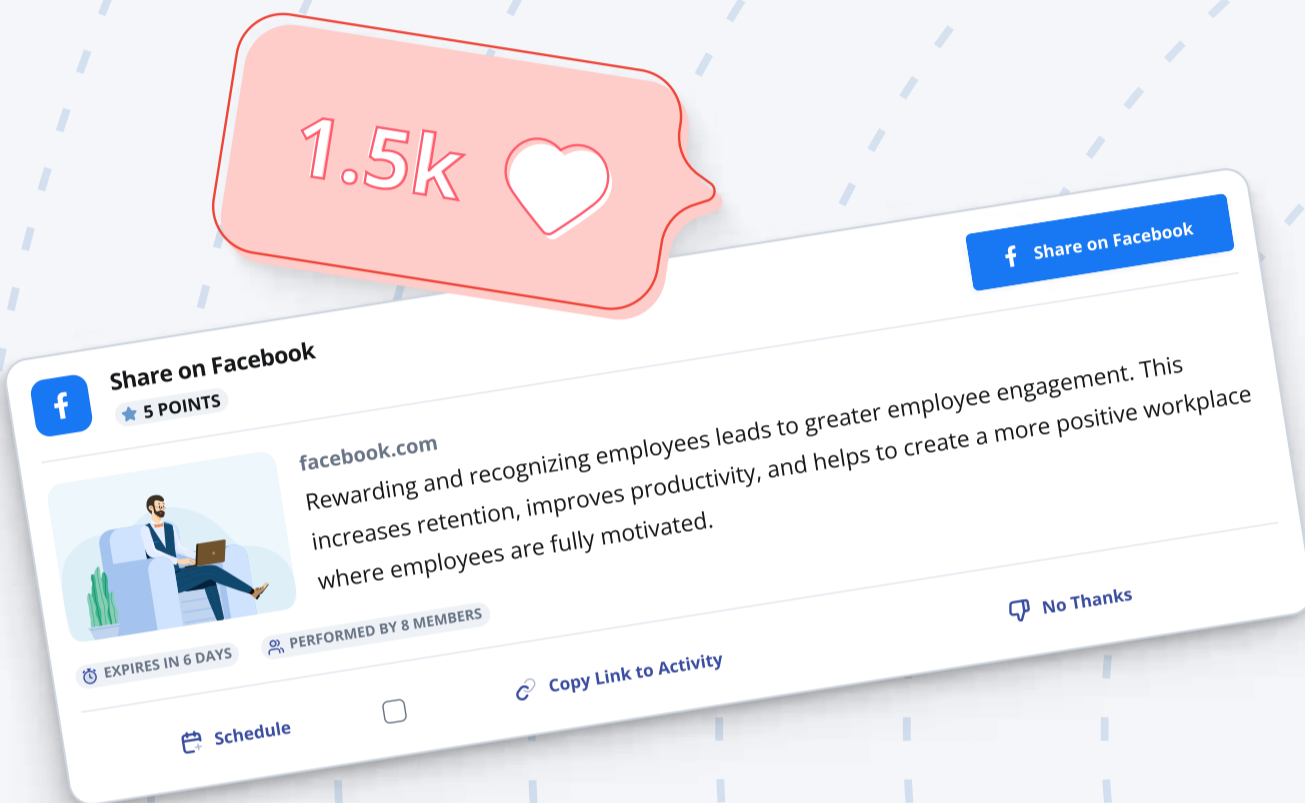 1.5k
Share on Facebook
Share on Facebook
5 POINTS
facebook.com
Rewarding and recognizing employees leads to greater employee engagement. This
increases retention, improves productivity, and helps to create a more positive workplace
where employees are fully motivated.
EXPIRES IN 6 DAYS
PERFORMED BY 8 MEMBERS
Schedule
Copy Link to Activity
No Thanks